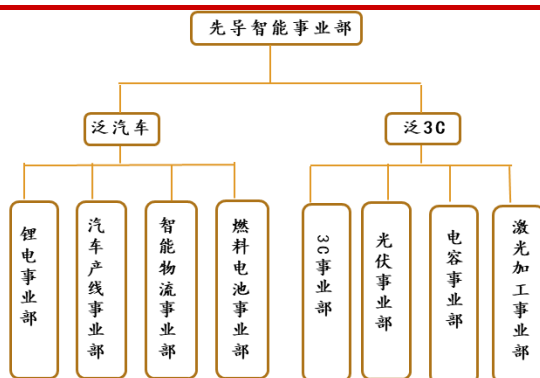 先导智能事业部
泛汽车
泛3C
锂电事业部
汽车产线事业部
智能物流事业部
燃料电池事业部
3C事业部
光伏事业部
电容事业部
激光加工事业部